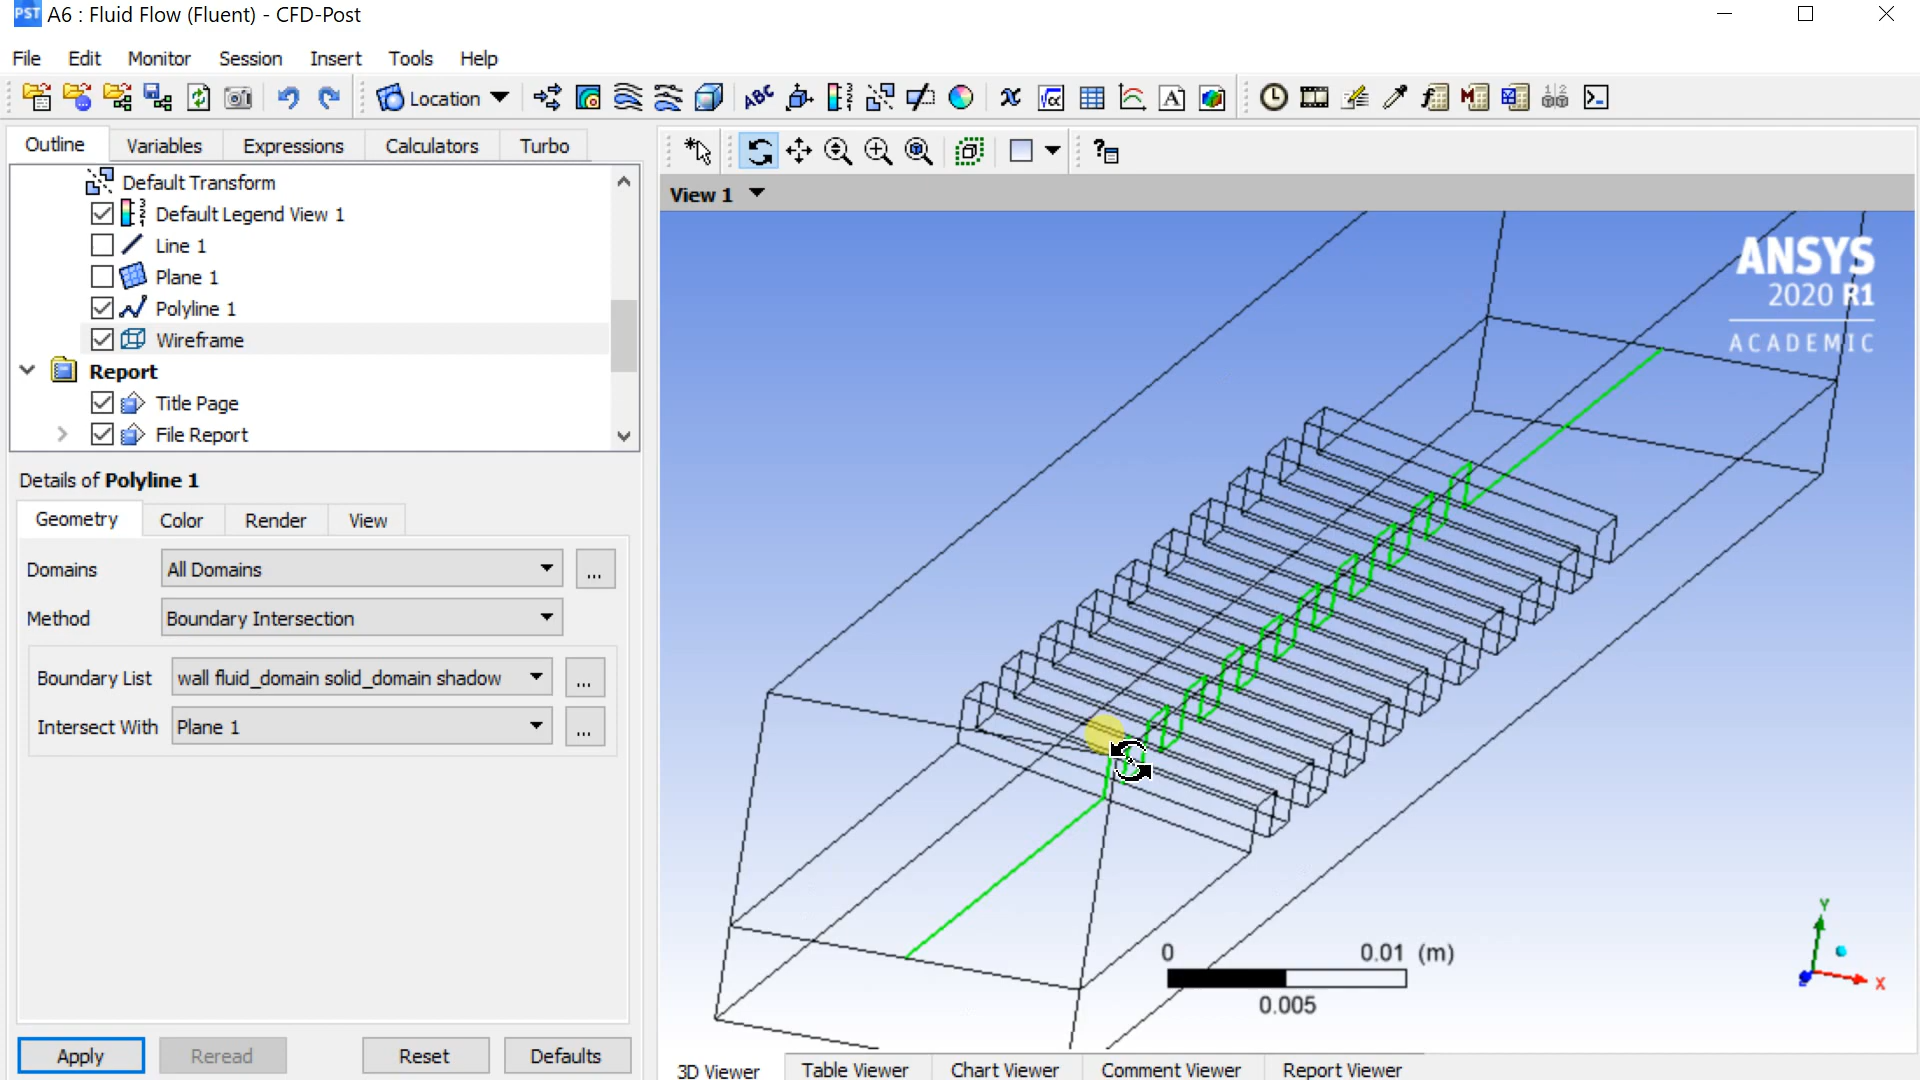 PST A6 : Fluid Flow (Fluent) - CFD-Post
File Edit Monitor Session Insert Tools Help
Location
Outline Variables Expressions Calculators Turbo
Default Transform
Default Legend View 1
Line 1
Plane 1
Polyline 1
Wireframe
Report
Title Page
File Report
Details of Polyline 1
Geometry Color Render View
Domains All Domains ...
Method Boundary Intersection
Boundary List wall fluid_domain solid_domain shadow ...
Intersect With Plane 1 ...
Apply Reread Reset Defaults
View 1
ANSYS
2020 R1
ACADEMIC
0 0.01 (m)
0.005
Y
X
3D Viewer Table Viewer Chart Viewer Comment Viewer Report Viewer